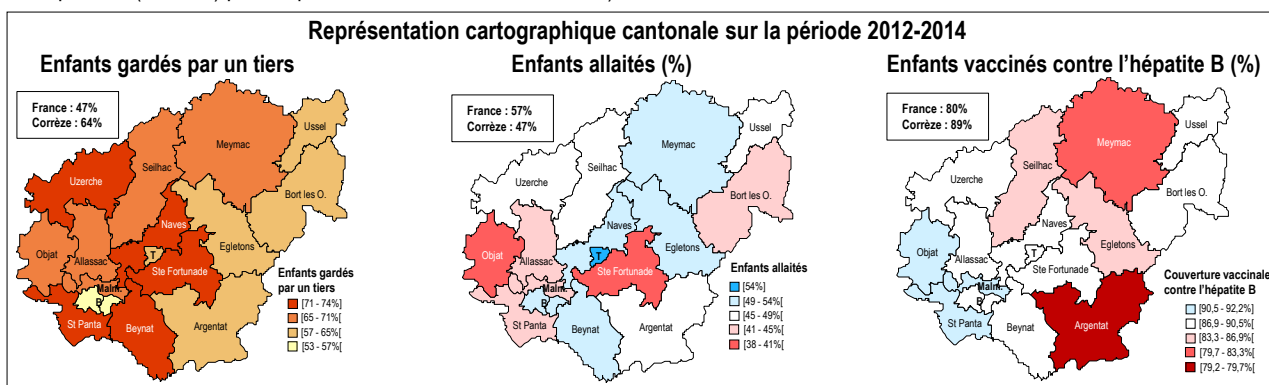 Représentation cartographique cantonale sur la période 2012-2014
Enfants gardés par un tiers
France : 47%
Corrèze : 64%
Ussel
Meymac
Seilhac
Uzerche
Bort les O.
Naves
Egletons
Objat
Allassac
T
Ste Fortunade
Malm.
B
St Panta
Beynat
Argentat
Enfants gardés
par un tiers
[71 - 74%[
[65 - 71%[
[57 - 65%[
[53 - 57%[
Enfants allaités (%)
France : 57%
Corrèze : 47%
Ussel
Meymac
Seilhac
Uzerche
Bort les O.
Naves
Egletons
Objat
Allassac
T
Ste Fortunade
Malm.
B
St Panta
Beynat
Argentat
Enfants allaités
[54%]
[49 - 54%[
[45 - 49%[
[41 - 45%[
[38 - 41%[
Enfants vaccinés contre l’hépatite B (%)
France : 80%
Corrèze : 89%
Ussel
Meymac
Seilhac
Uzerche
Bort les O.
Naves
Egletons
Objat
Allassac
T
Ste Fortunade
Malm.
B
St Panta
Beynat
Argentat
Couverture vaccinale
contre l’hépatite B
[90,5 - 92,2%[
[86,9 - 90,5%[
[83,3 - 86,9%[
[79,7 - 83,3%[
[79,2 - 79,7%[